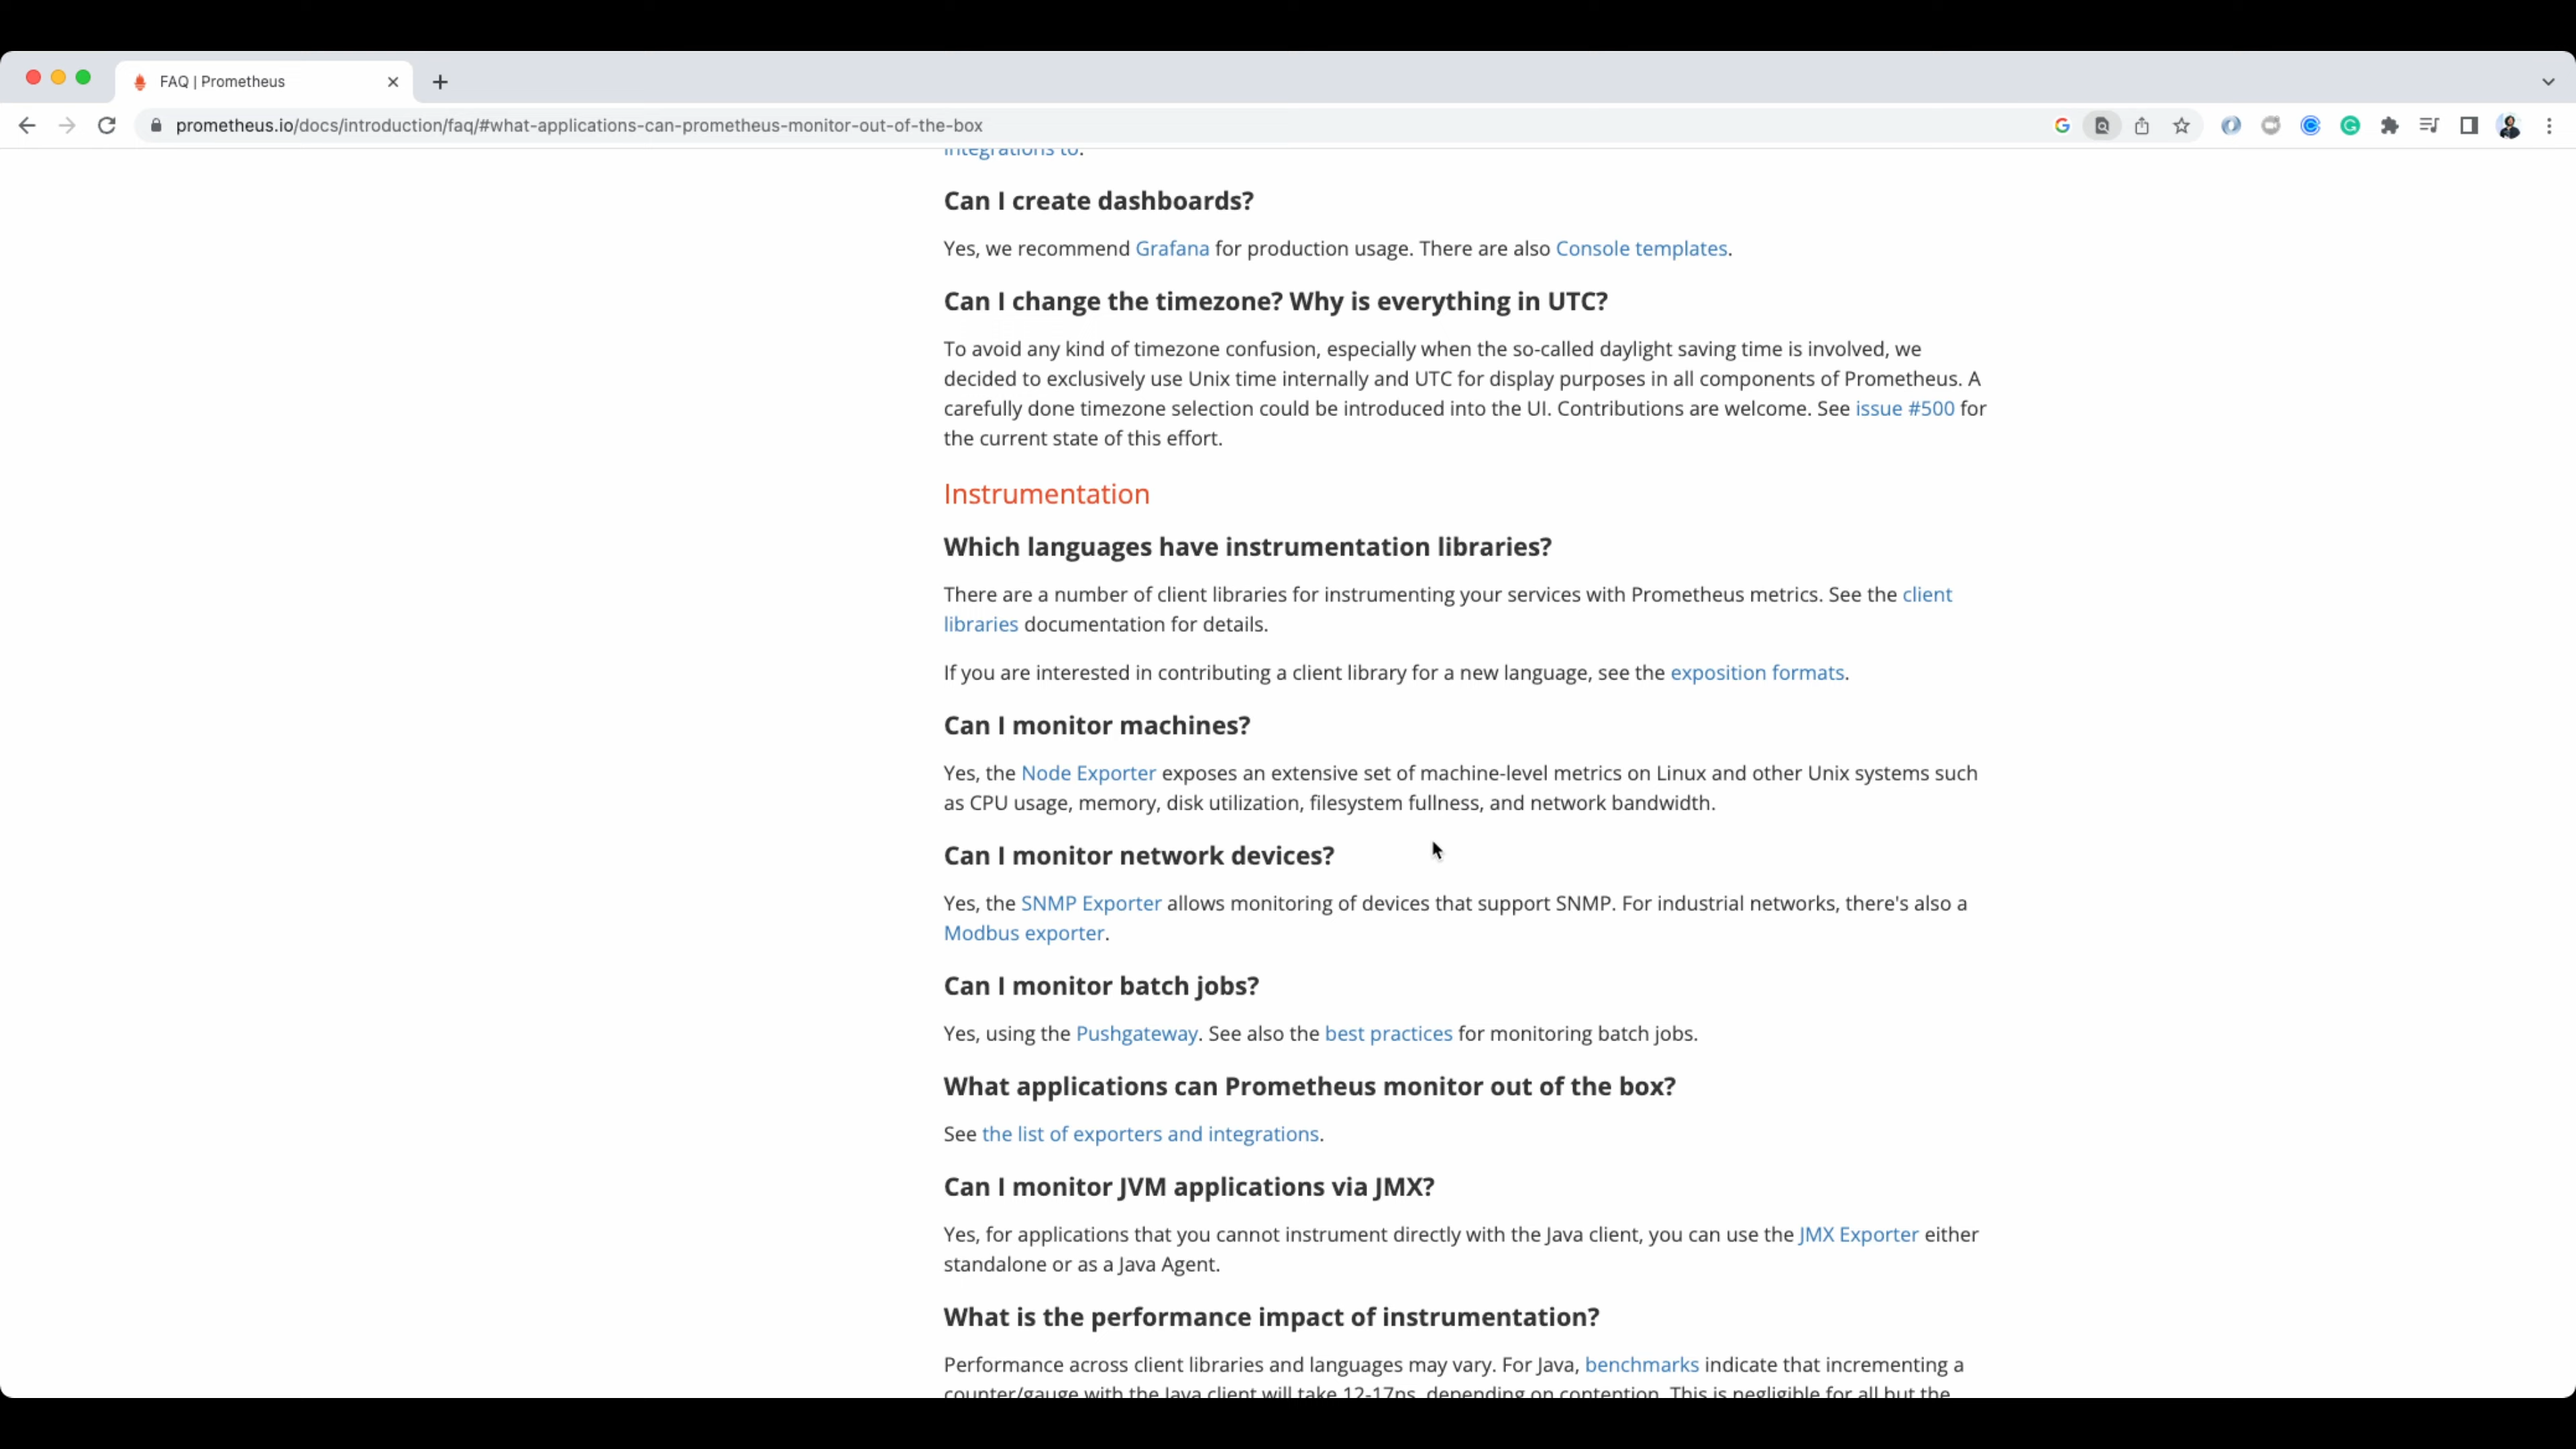 FAQ | Prometheus
prometheus.io/docs/introduction/faq/#what-applications-can-prometheus-monitor-out-of-the-box
integrations to.
Can I create dashboards?
Yes, we recommend Grafana for production usage. There are also Console templates.
Can I change the timezone? Why is everything in UTC?
To avoid any kind of timezone confusion, especially when the so-called daylight saving time is involved, we
decided to exclusively use Unix time internally and UTC for display purposes in all components of Prometheus. A
carefully done timezone selection could be introduced into the UI. Contributions are welcome. See issue #500 for
the current state of this effort.
Instrumentation
Which languages have instrumentation libraries?
There are a number of client libraries for instrumenting your services with Prometheus metrics. See the client
libraries documentation for details.
If you are interested in contributing a client library for a new language, see the exposition formats.
Can I monitor machines?
Yes, the Node Exporter exposes an extensive set of machine-level metrics on Linux and other Unix systems such
as CPU usage, memory, disk utilization, filesystem fullness, and network bandwidth.
Can I monitor network devices?
Yes, the SNMP Exporter allows monitoring of devices that support SNMP. For industrial networks, there's also a
Modbus exporter.
Can I monitor batch jobs?
Yes, using the Pushgateway. See also the best practices for monitoring batch jobs.
What applications can Prometheus monitor out of the box?
See the list of exporters and integrations.
Can I monitor JVM applications via JMX?
Yes, for applications that you cannot instrument directly with the Java client, you can use the JMX Exporter either
standalone or as a Java Agent.
What is the performance impact of instrumentation?
Performance across client libraries and languages may vary. For Java, benchmarks indicate that incrementing a
counter/gauge with the Java client will take 12-17ns, depending on contention. This is negligible for all but the